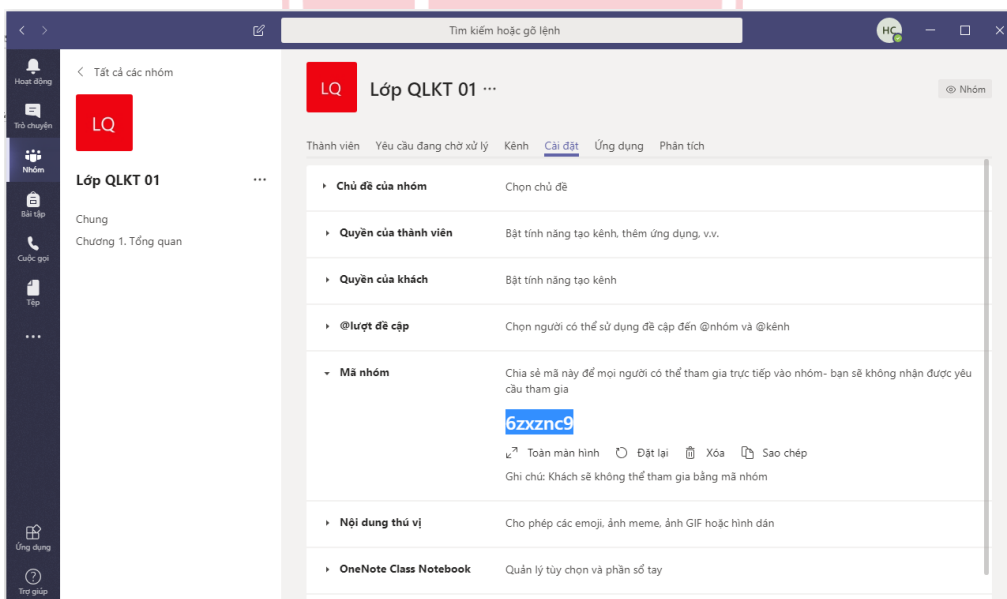 Tìm kiếm hoặc gõ lệnh
HC
Hoạt động
Trò chuyện
Nhóm
Bài tập
Cuộc gọi
Tệp
Ứng dụng
Trợ giúp
Tất cả các nhóm
LQ
Lớp QLKT 01 ...
Chung
Chương 1. Tổng quan
LQ
Lớp QLKT 01 ...
Nhóm
Thành viên Yêu cầu đang chờ xử lý Kênh Cài đặt Ứng dụng Phân tích
Chủ đề của nhóm Chọn chủ đề
Quyền của thành viên Bật tính năng tạo kênh, thêm ứng dụng, v.v.
Quyền của khách Bật tính năng tạo kênh
@lượt đề cập Chọn người có thể sử dụng đề cập đến @nhóm và @kênh
Mã nhóm Chia sẻ mã này để mọi người có thể tham gia trực tiếp vào nhóm- bạn sẽ không nhận được yêu
cầu tham gia
6zxznc9
Toàn màn hình Đặt lại Xóa Sao chép
Ghi chú: Khách sẽ không thể tham gia bằng mã nhóm
Nội dung thú vị Cho phép các emoji, ảnh meme, ảnh GIF hoặc hình dán
OneNote Class Notebook Quản lý tùy chọn và phần sổ tay